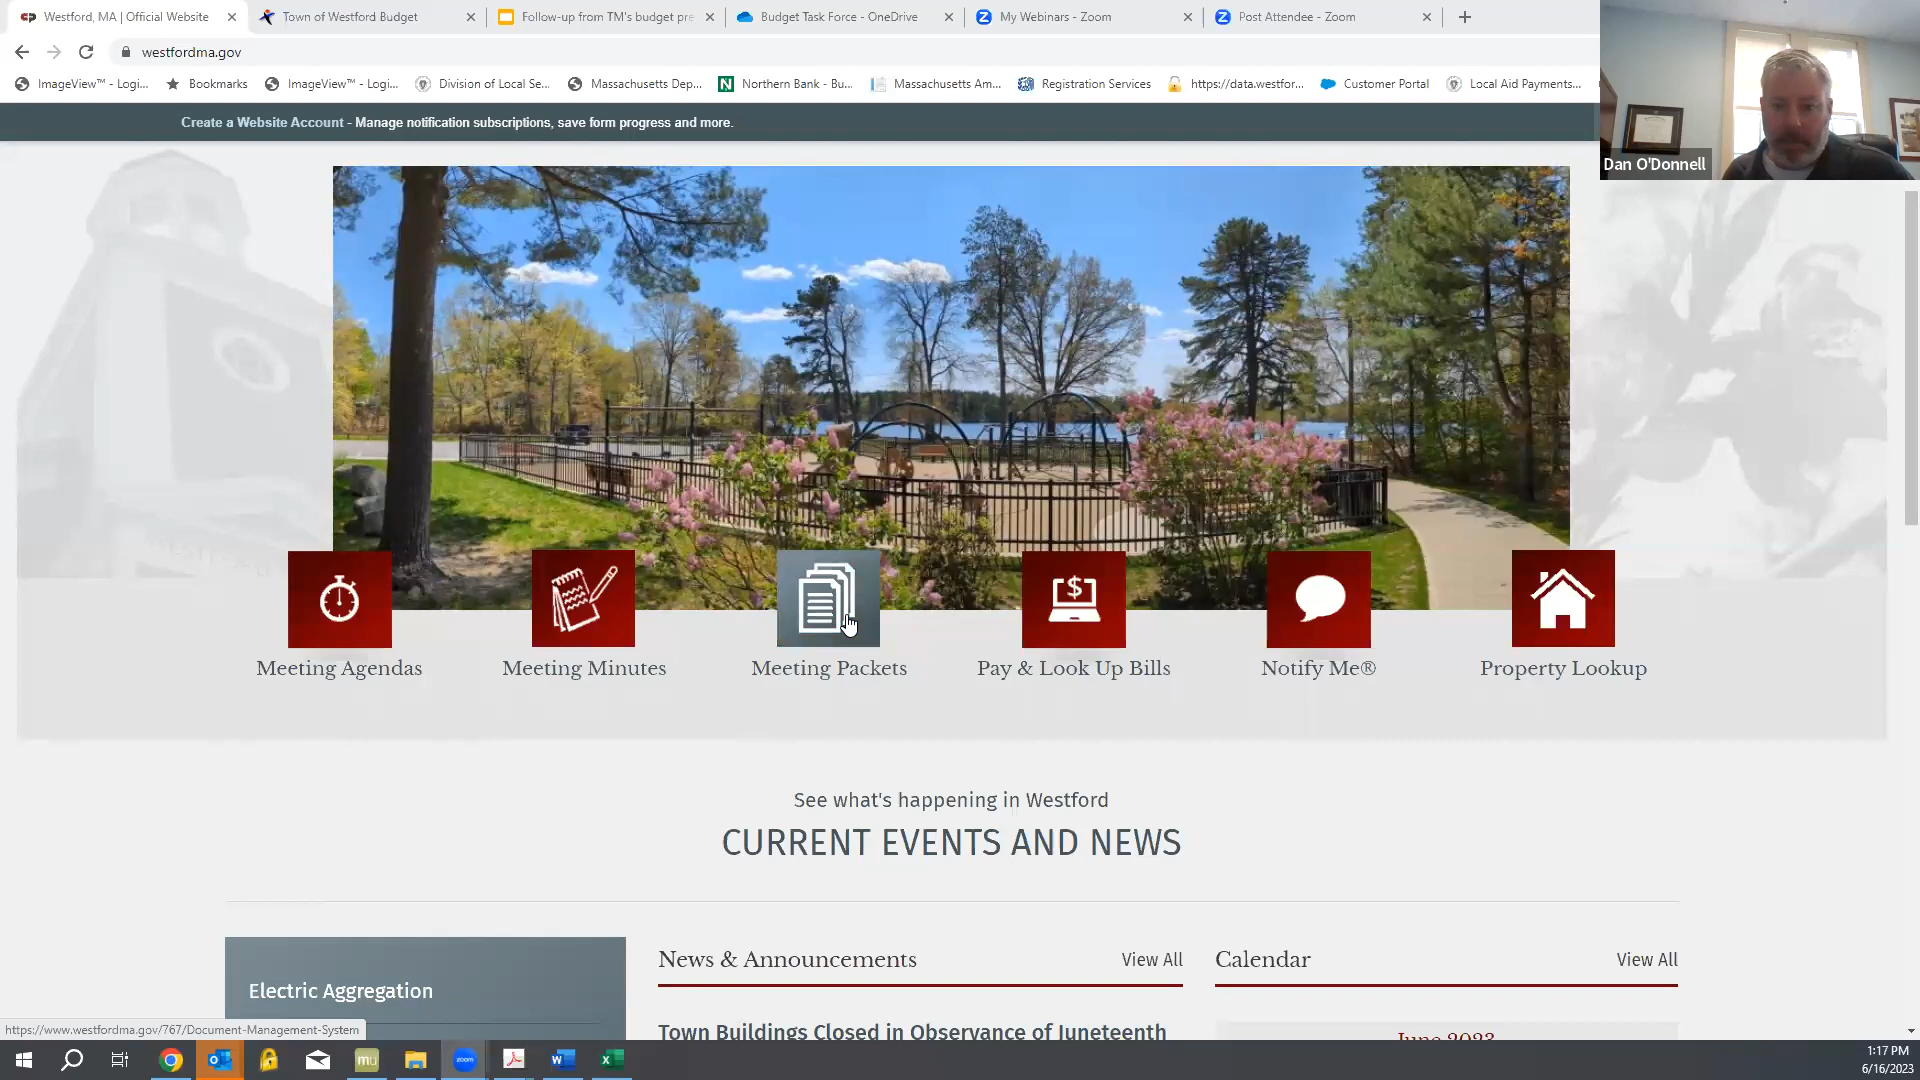 Westford, MA | Official Website
Town of Westford Budget
Follow-up from TM's budget pre
Budget Task Force - OneDrive
My Webinars - Zoom
Post Attendee - Zoom
westfordma.gov
ImageView™ - Logi...
Bookmarks
ImageView™ - Logi...
Division of Local Se...
Massachusetts Dep...
N
Northern Bank - Bu...
Massachusetts Am...
Registration Services
https://data.westfor...
Customer Portal
Local Aid Payments...
Create a Website Account - Manage notification subscriptions, save form progress and more.
Dan O'Donnell
Meeting Agendas
Meeting Minutes
Meeting Packets
Pay & Look Up Bills
Notify Me®
Property Lookup
See what's happening in Westford
CURRENT EVENTS AND NEWS
Electric Aggregation
News & Announcements
View All
Calendar
View All
Town Buildings Closed in Observance of Juneteenth
June 2023
https://www.westfordma.gov/767/Document-Management-System
mu
zoom
1:17 PM
6/16/2023